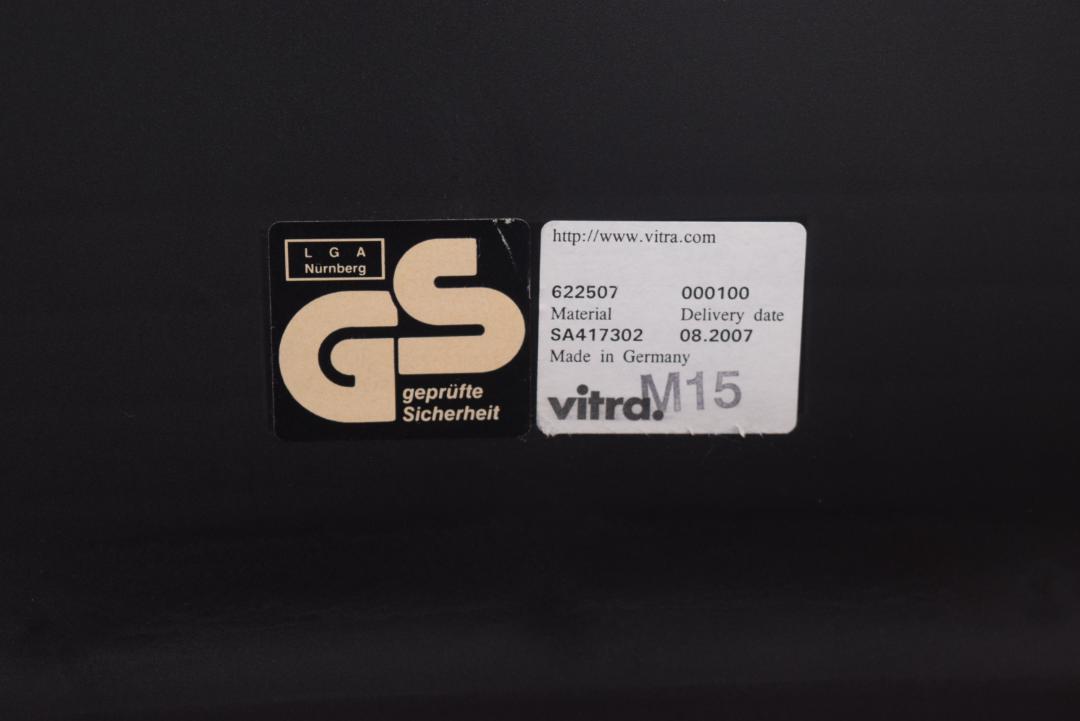 L G A
Nürnberg
GS
geprüfte
Sicherheit
http://www.vitra.com
622507 000100
Material Delivery date
SA417302 08.2007
Made in Germany
vitra. M15